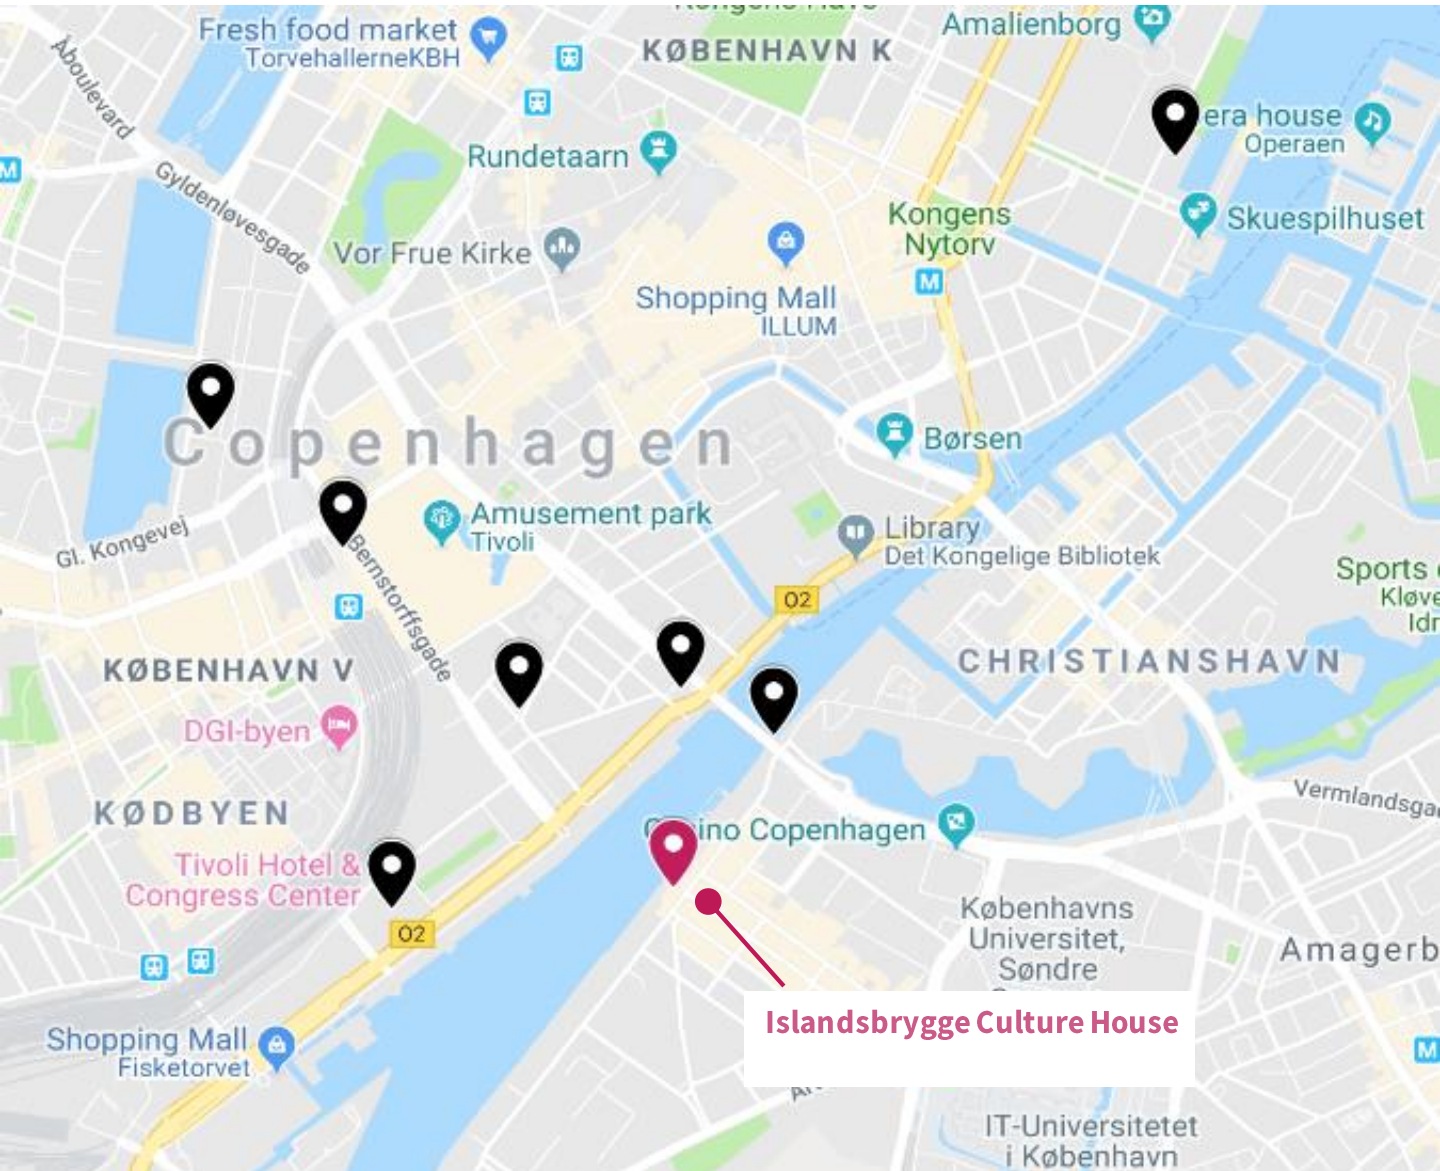 Fresh food market
TorvehallerneKBH
KØBENHAVN K
Amalienborg
Åboulevard
era house
Operaen
Rundetaarn
Gyldenløvesgade
Kongens
Nytorv
Skuespilhuset
Vor Frue Kirke
M
M
Shopping Mall
ILLUM
Copenhagen
Børsen
Amusement park
Tivoli
Library
Det Kongelige Bibliotek
Gl. Kongevej
Bernstorffsgade
Sports
Kløve
Idr
O2
KØBENHAVN V
CHRISTIANSHAVN
DGI-byen
Vermlandsga
KØDBYEN
ino Copenhagen
Tivoli Hotel &
Congress Center
O2
Københavns
Universitet,
Søndre
Amagerb
Islandsbrygge Culture House
Shopping Mall
Fisketorvet
M
IT-Universitetet
i København